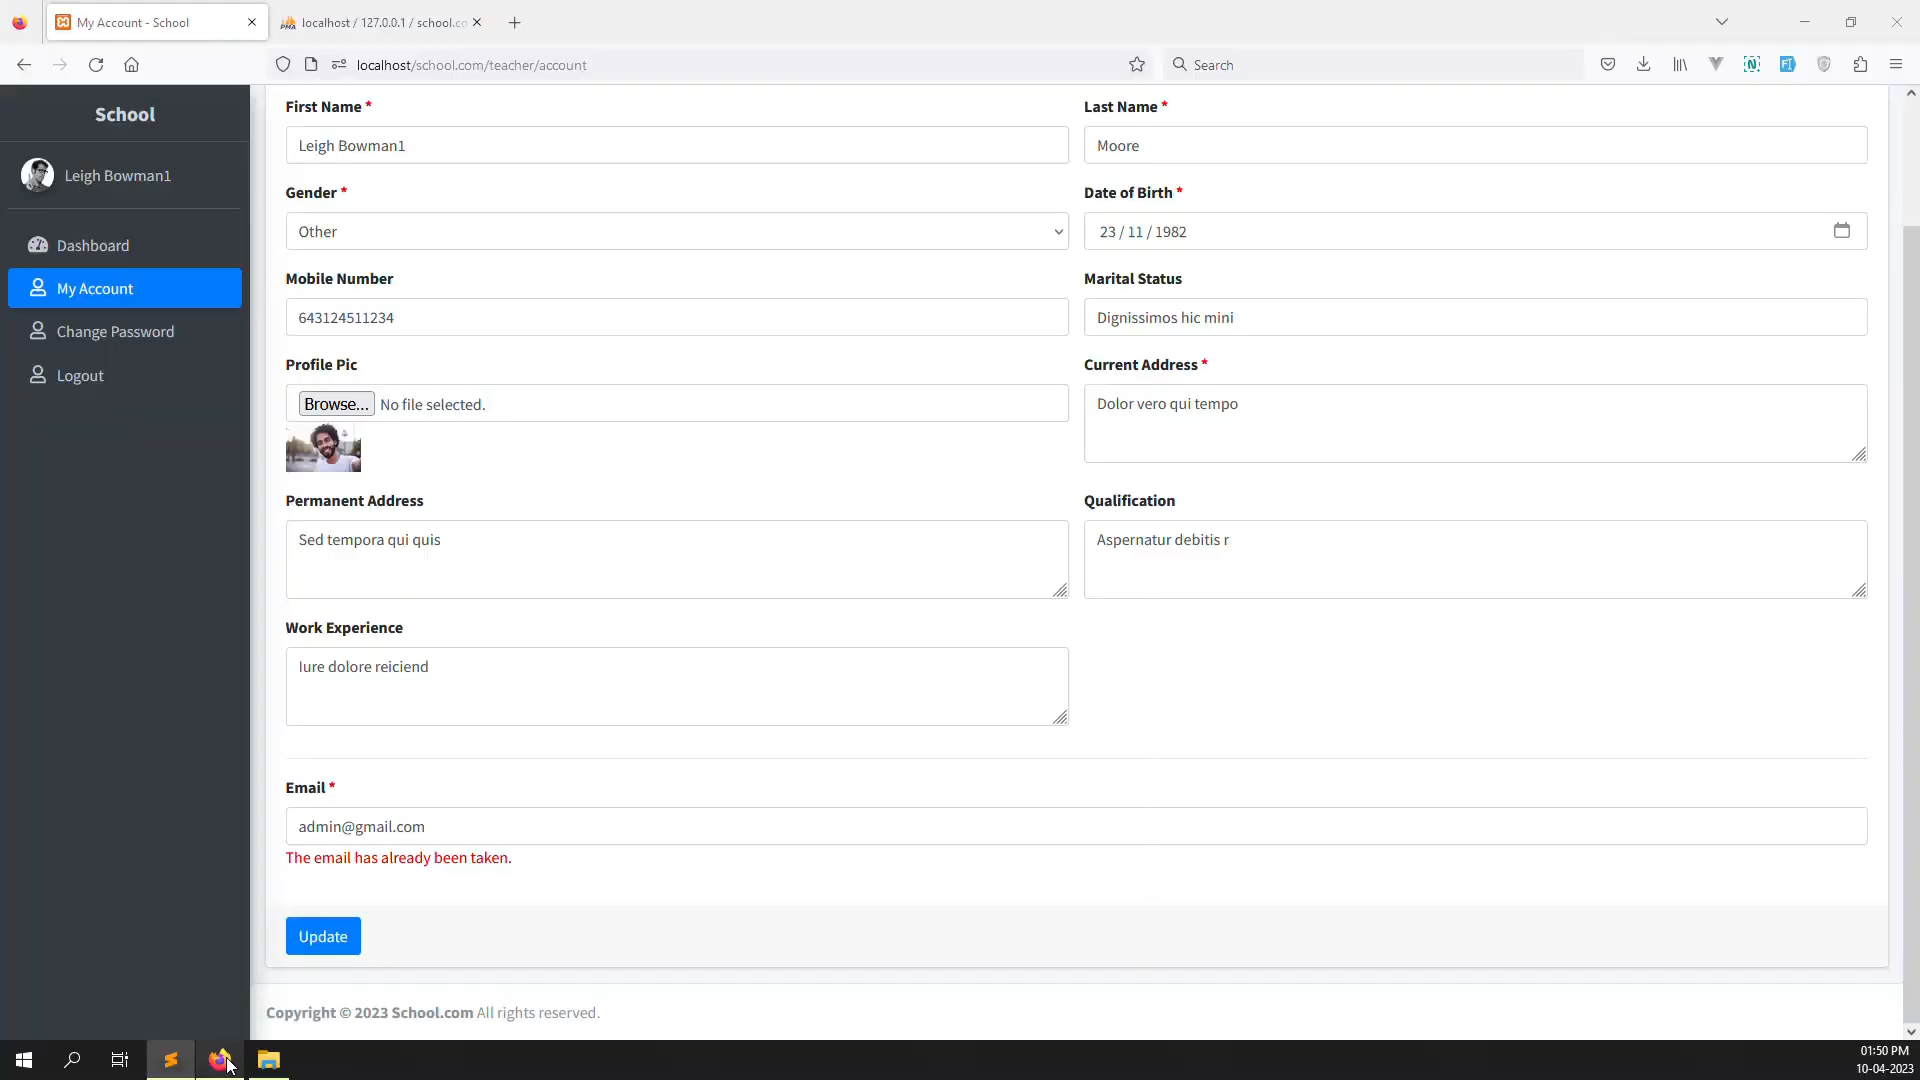 My Account - School
localhost / 127.0.0.1 / school.co
localhost/school.com/teacher/account
Search
School
Leigh Bowman1
Dashboard
My Account
Change Password
Logout
First Name *
Last Name *
Leigh Bowman1
Moore
Gender *
Date of Birth *
Other
23 / 11 / 1982
Mobile Number
Marital Status
643124511234
Dignissimos hic mini
Profile Pic
Current Address *
Browse... No file selected.
Dolor vero qui tempo
Permanent Address
Qualification
Sed tempora qui quis
Aspernatur debitis r
Work Experience
Iure dolore reiciend
Email *
admin@gmail.com
The email has already been taken.
Update
Copyright © 2023 School.com All rights reserved.
01:50 PM
10-04-2023